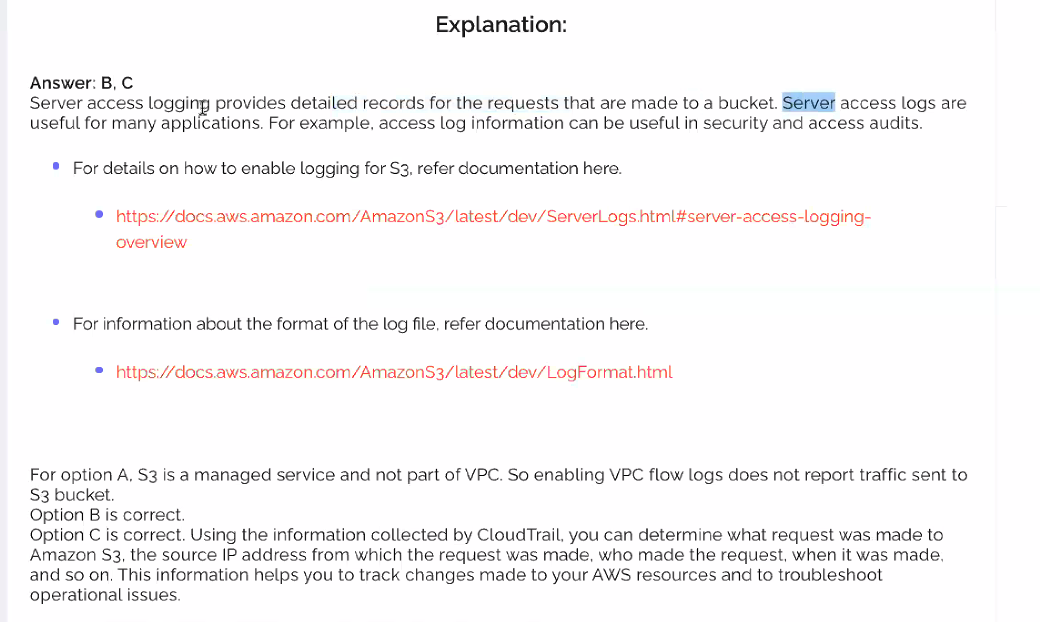 Explanation:
Answer: B, C
Server access logging provides detailed records for the requests that are made to a bucket. Server access logs are
useful for many applications. For example, access log information can be useful in security and access audits.
For details on how to enable logging for S3, refer documentation here.
https://docs.aws.amazon.com/AmazonS3/latest/dev/ServerLogs.html#server-access-logging-
overview
For information about the format of the log file, refer documentation here.
https://docs.aws.amazon.com/AmazonS3/latest/dev/LogFormat.html
For option A, S3 is a managed service and not part of VPC. So enabling VPC flow logs does not report traffic sent to
S3 bucket.
Option B is correct.
Option C is correct. Using the information collected by CloudTrail, you can determine what request was made to
Amazon S3, the source IP address from which the request was made, who made the request, when it was made,
and so on. This information helps you to track changes made to your AWS resources and to troubleshoot
operational issues.